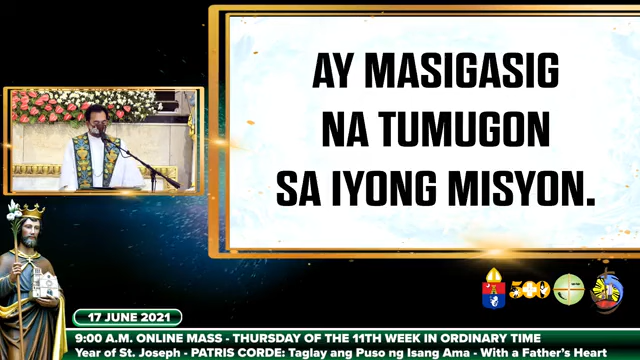 AY MASIGASIG
NA TUMUGON
SA IYONG MISYON.
500
17 JUNE 2021
9:00 A.M. ONLINE MASS - THURSDAY OF THE 11TH WEEK IN ORDINARY TIME
Year of St. Joseph - PATRIS CORDE: Taglay ang Puso ng Isang Ama - With a Father's Heart